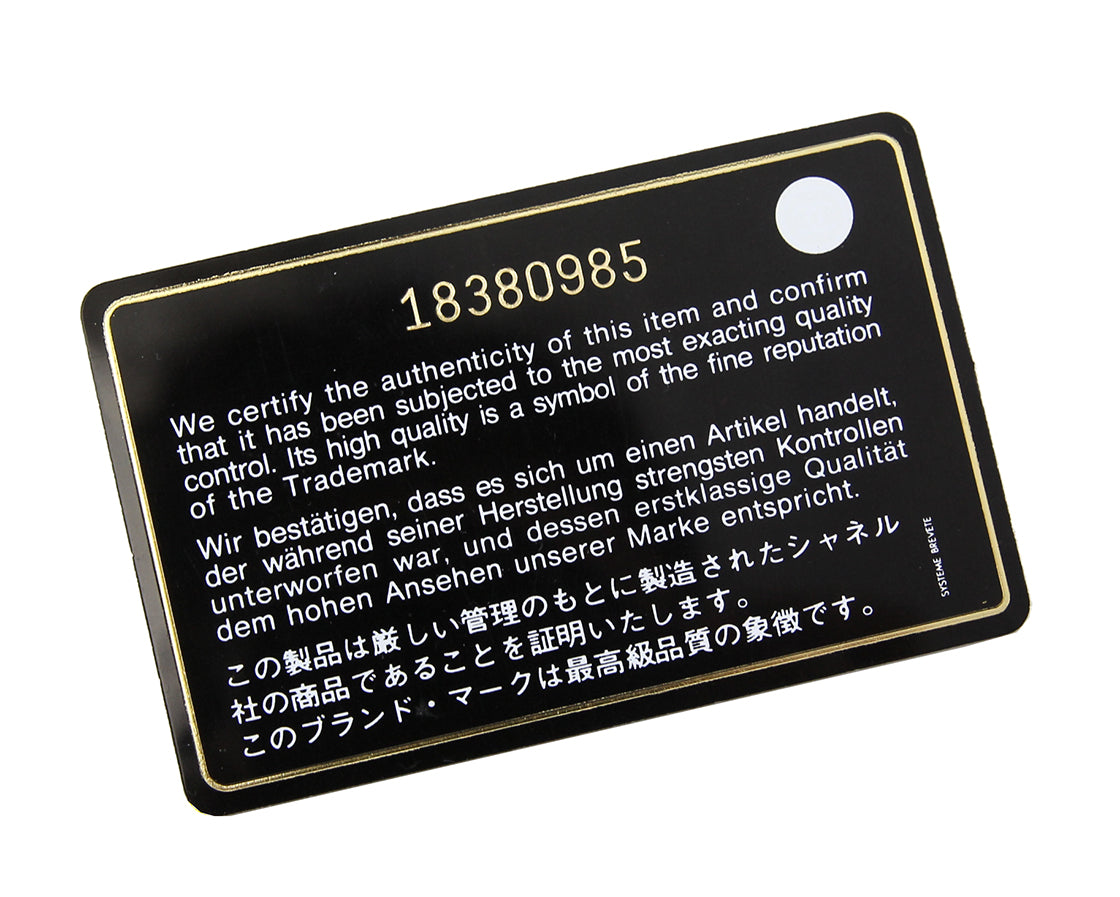 18380985
We certify the authenticity of this item and confirm
that it has been subjected to the most exacting quality
control. Its high quality is a symbol of the fine reputation
of the Trademark.
Wir bestätigen, dass es sich um einen Artikel handelt,
der während seiner Herstellung strengsten Kontrollen
unterworfen war, und dessen erstklassige Qualität
dem hohen Ansehen unserer Marke entspricht.
この製品は厳しい管理のもとに製造されたシャネル
社の商品であることを証明いたします。
このブランド・マークは最高級品質の象徴です。
SYSTEME BREVETE